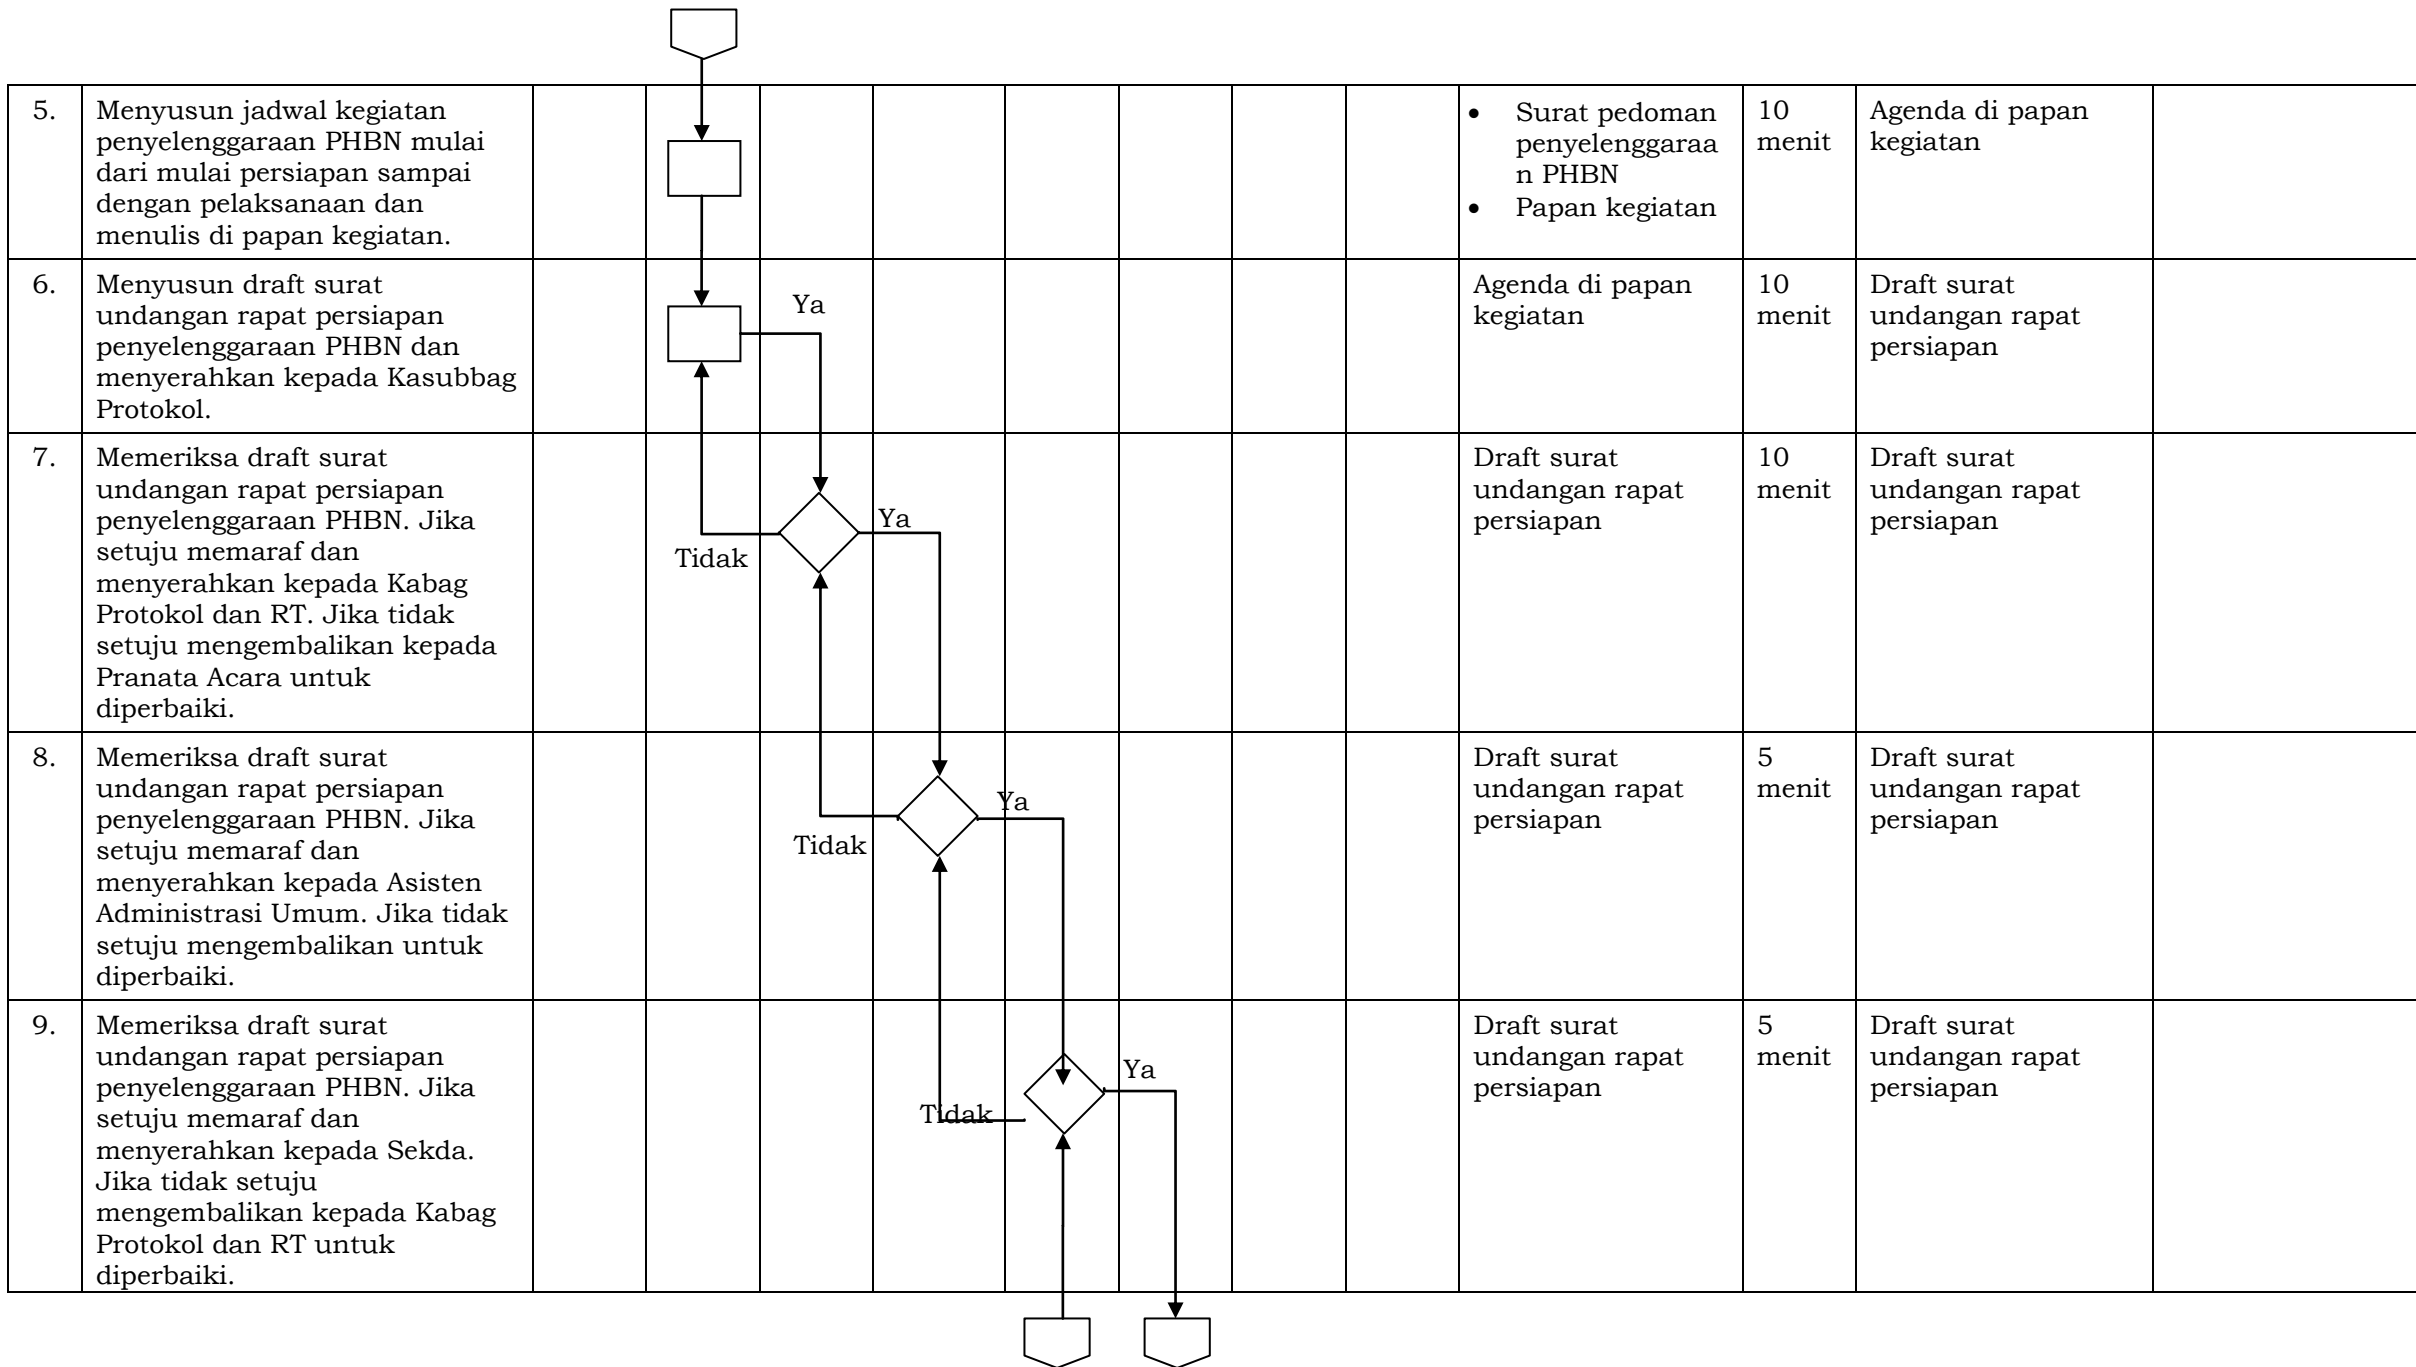 5.
Menyusun jadwal kegiatan
penyelenggaraan PHBN mulai
dari mulai persiapan sampai
dengan pelaksanaan dan
menulis di papan kegiatan.
• Surat pedoman
penyelenggaraa
n PHBN
• Papan kegiatan
10
menit
Agenda di papan
kegiatan
6.
Menyusun draft surat
undangan rapat persiapan
penyelenggaraan PHBN dan
menyerahkan kepada Kasubbag
Protokol.
Ya
Agenda di papan
kegiatan
10
menit
Draft surat
undangan rapat
persiapan
7.
Memeriksa draft surat
undangan rapat persiapan
penyelenggaraan PHBN. Jika
setuju memaraf dan
menyerahkan kepada Kabag
Protokol dan RT. Jika tidak
setuju mengembalikan kepada
Pranata Acara untuk
diperbaiki.
Ya
Tidak
Draft surat
undangan rapat
persiapan
10
menit
Draft surat
undangan rapat
persiapan
8.
Memeriksa draft surat
undangan rapat persiapan
penyelenggaraan PHBN. Jika
setuju memaraf dan
menyerahkan kepada Asisten
Administrasi Umum. Jika tidak
setuju mengembalikan untuk
diperbaiki.
Ya
Tidak
Draft surat
undangan rapat
persiapan
5
menit
Draft surat
undangan rapat
persiapan
9.
Memeriksa draft surat
undangan rapat persiapan
penyelenggaraan PHBN. Jika
setuju memaraf dan
menyerahkan kepada Sekda.
Jika tidak setuju
mengembalikan kepada Kabag
Protokol dan RT untuk
diperbaiki.
Ya
Tidak
Draft surat
undangan rapat
persiapan
5
menit
Draft surat
undangan rapat
persiapan